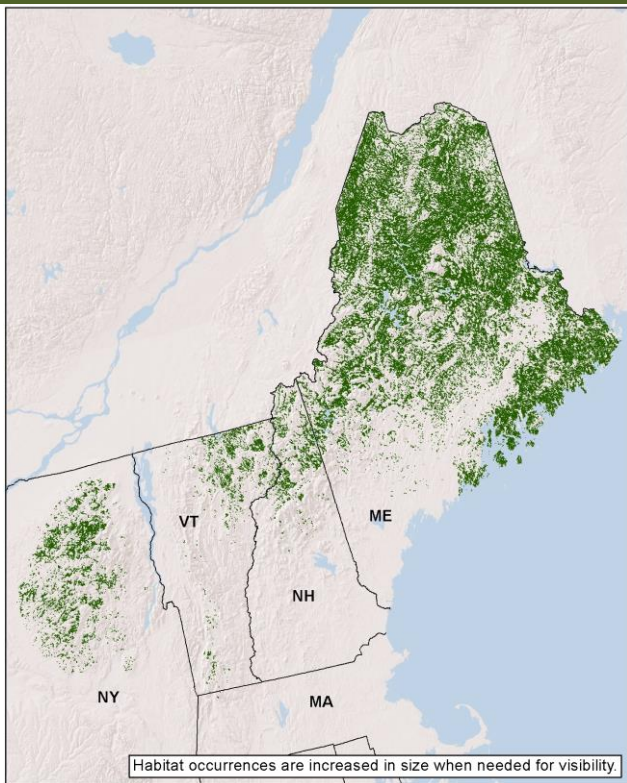 ME
VT
NH
NY
MA
Habitat occurrences are increased in size when needed for visibility.